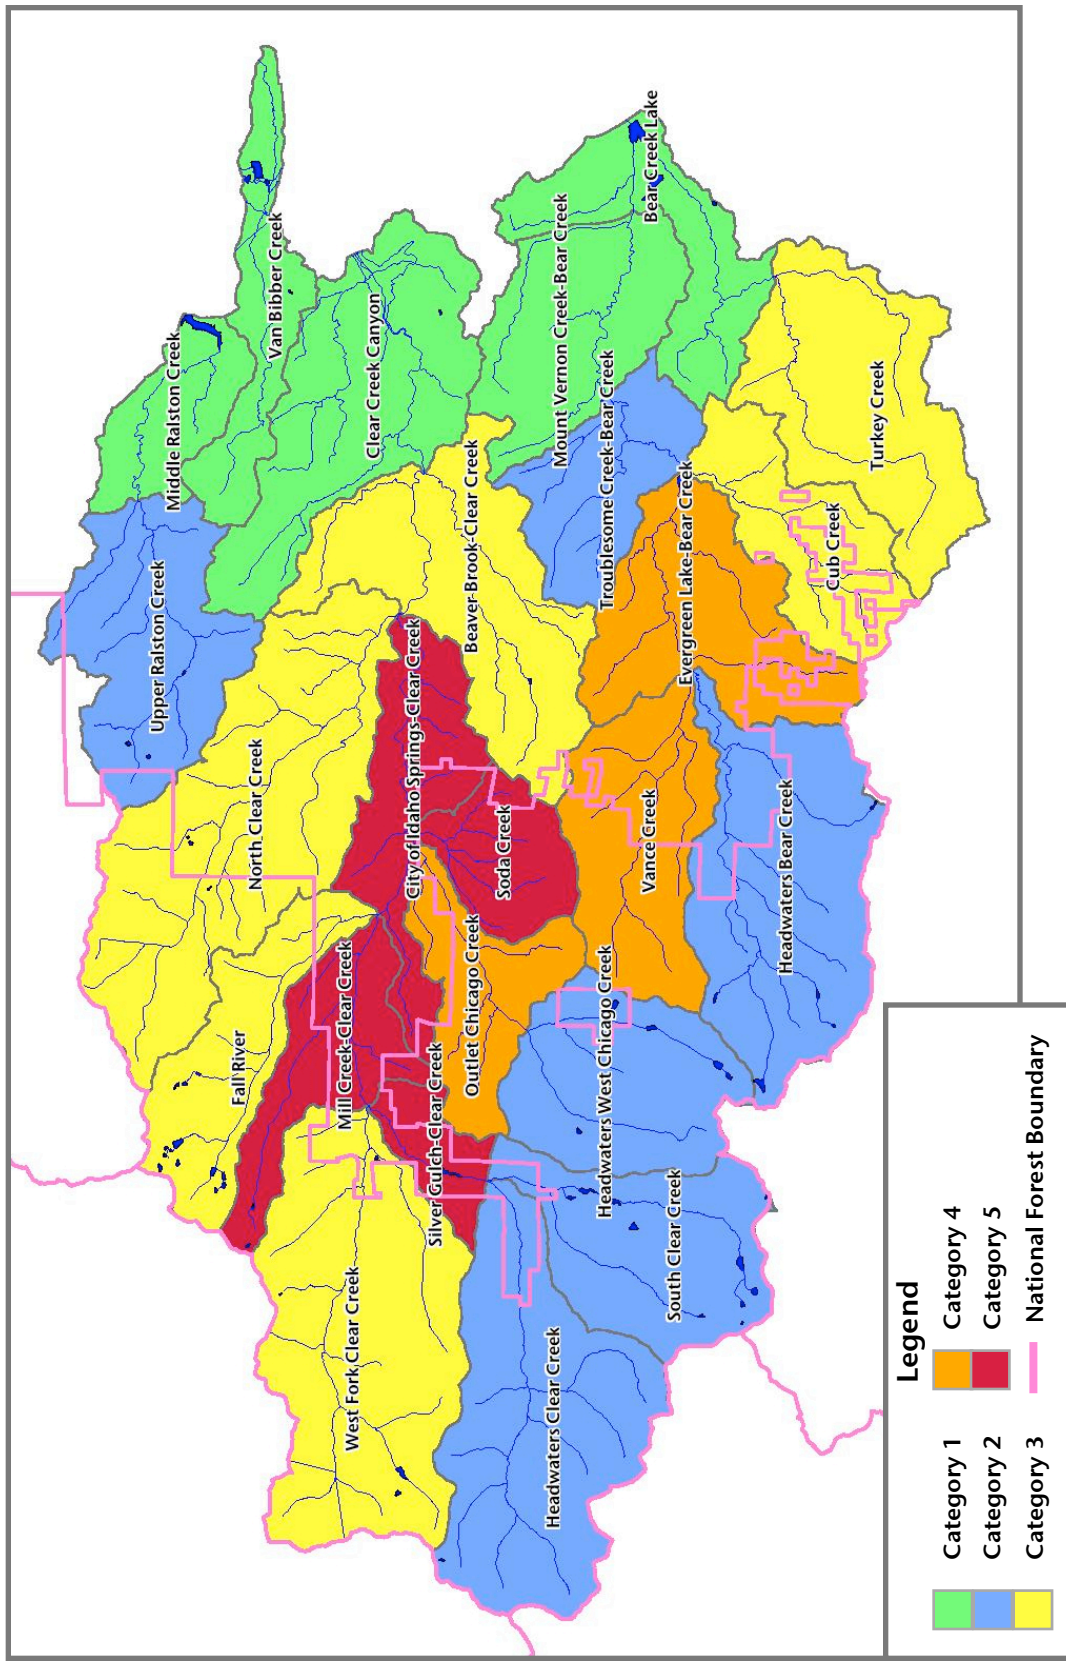 Middle Ralston Creek
Van Bibber Creek
Clear Creek Canyon
Mount Vernon Creek-Bear Creek
Bear Creek Lake
Upper Ralston Creek
Beaver-Brook-Clear Creek
Troublesome Creek-Bear Creek
Turkey Creek
Evergreen Lake-Bear Creek
Cub Creek
North Clear Creek
City of Idaho Springs-Clear Creek
Soda Creek
Vance Creek
Headwaters Bear Creek
Fall River
Mill Creek-Clear Creek
Outlet Chicago Creek
Headwaters West Chicago Creek
Silver Gulch-Clear Creek
West Fork Clear Creek
South Clear Creek
Headwaters Clear Creek
Legend
Category 1
Category 2
Category 3
Category 4
Category 5
National Forest Boundary